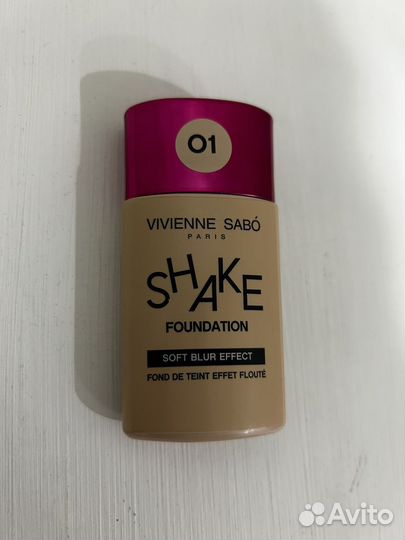 01
VIVIENNE SABÓ
PARIS
SHAKE
FOUNDATION
SOFT BLUR EFFECT
FOND DE TEINT EFFET FLOUTÉ
Avito